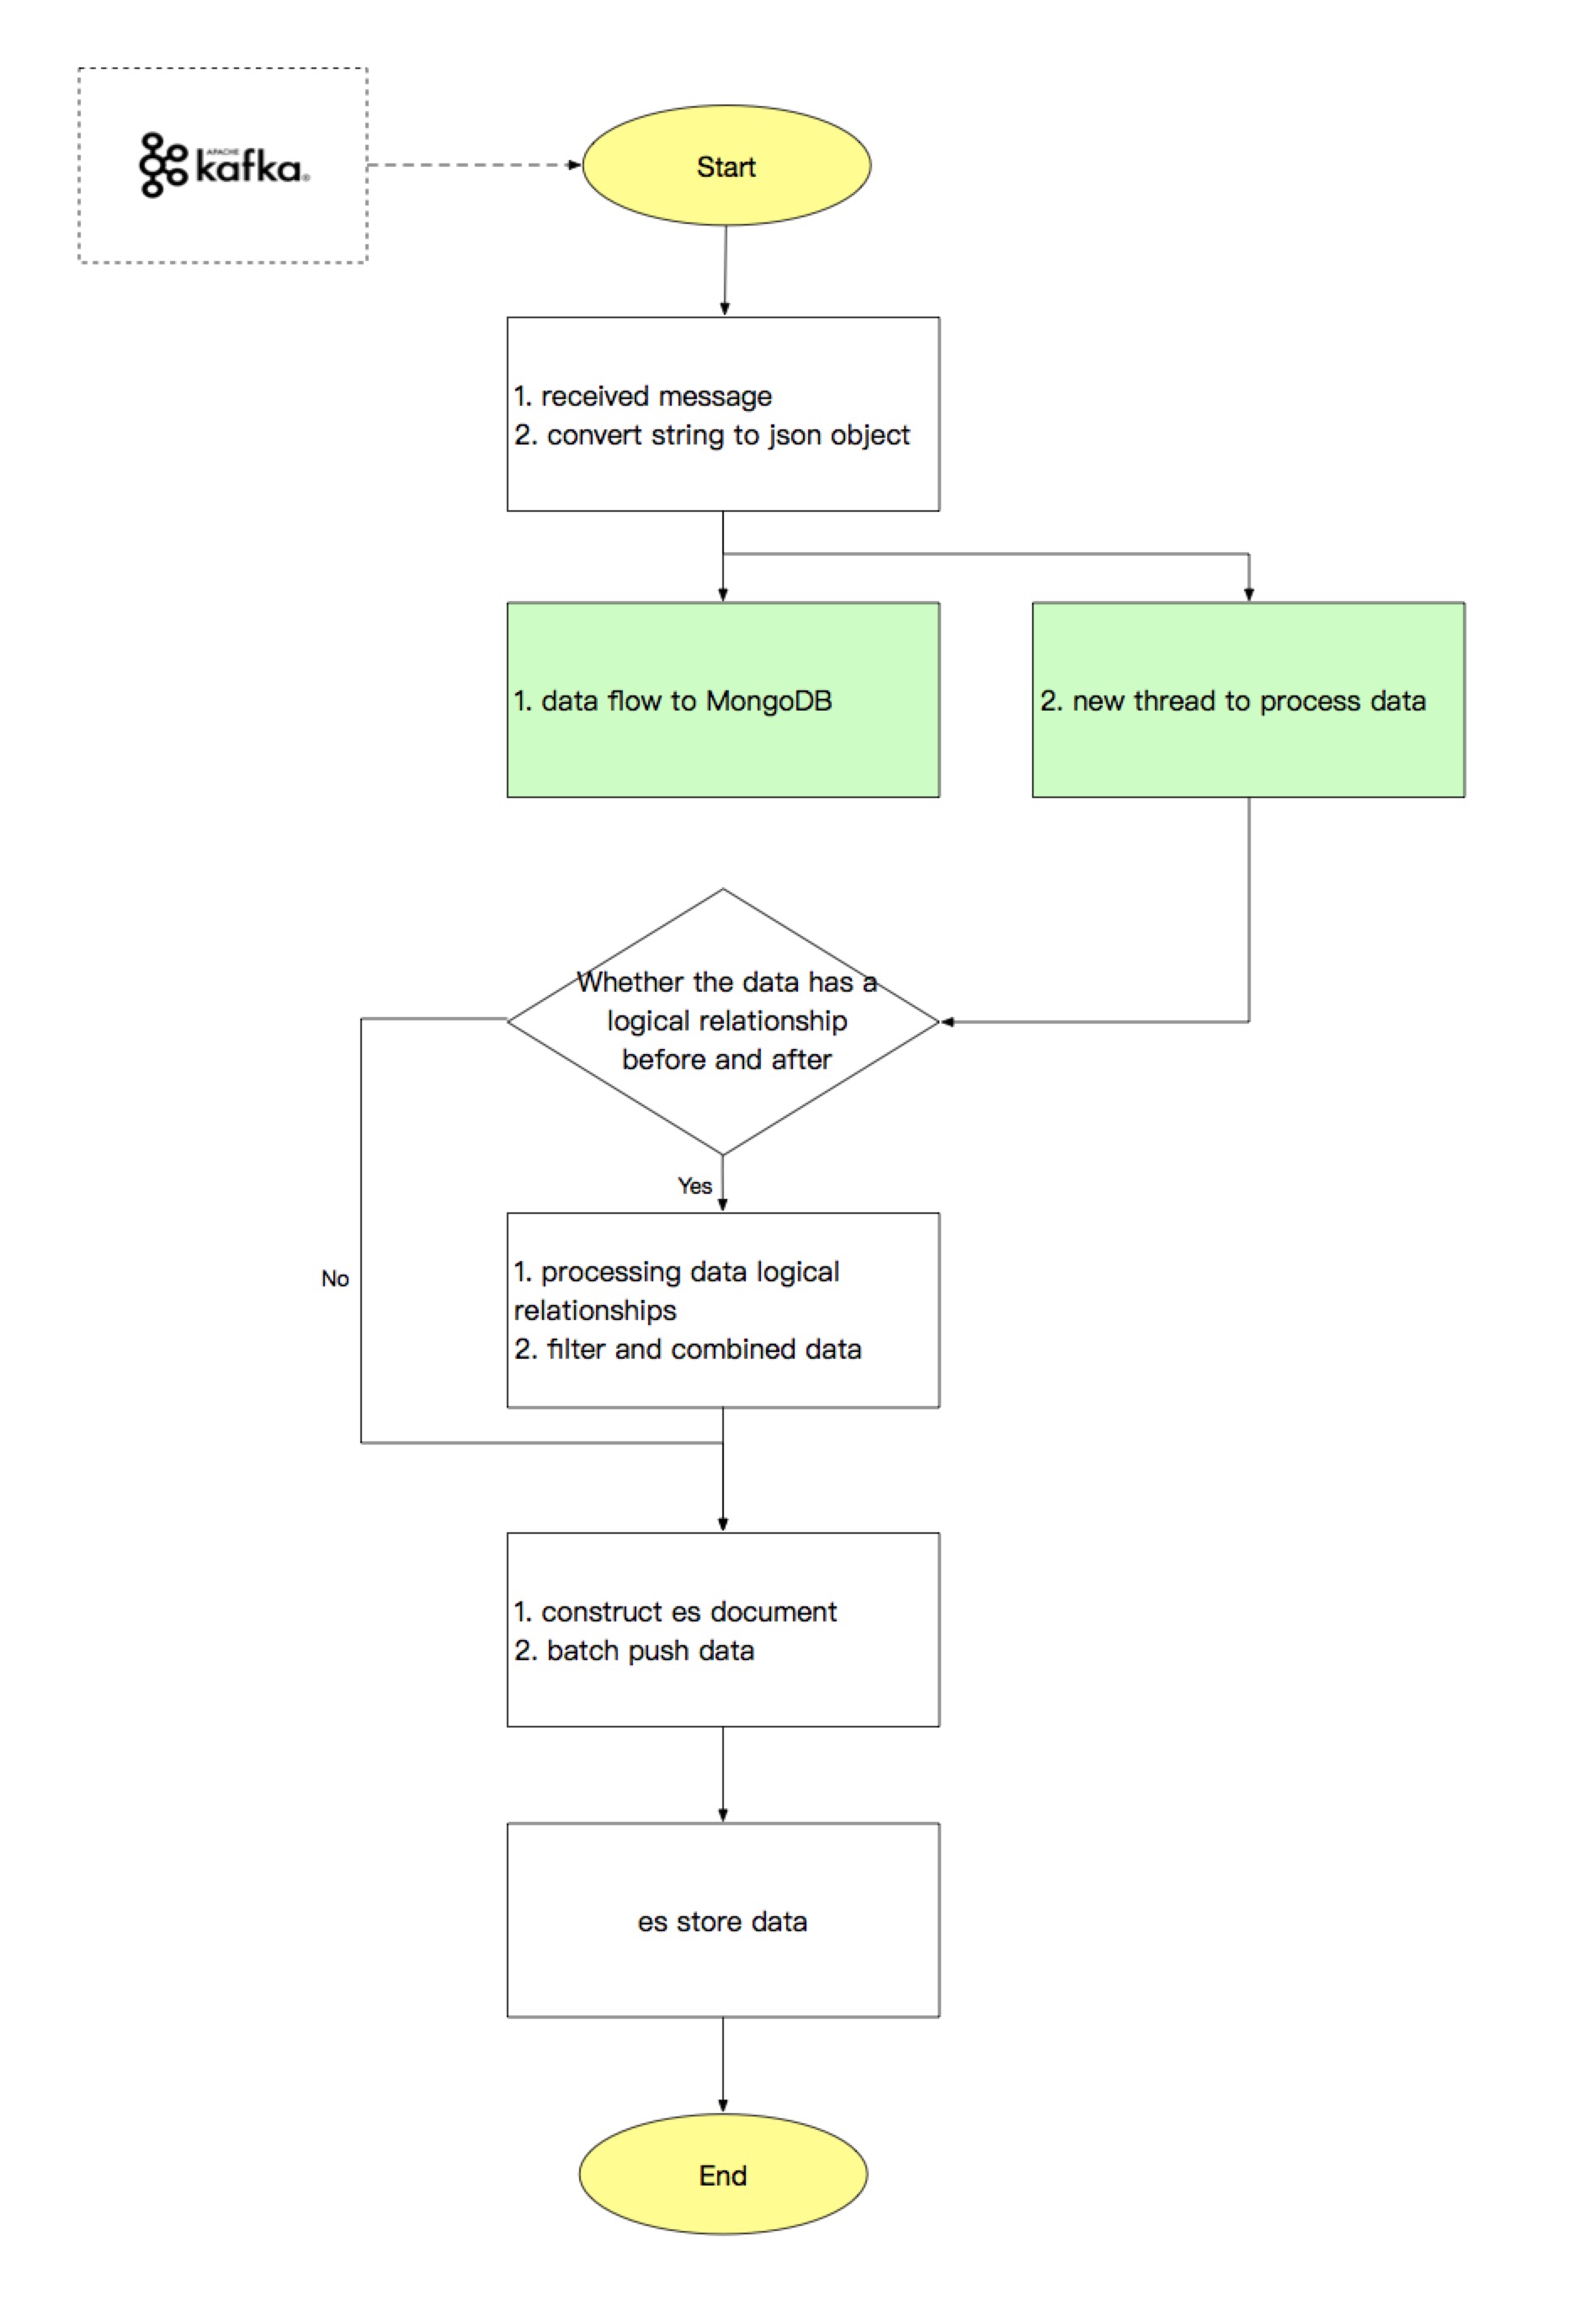 APACHE
kafka®
Start
1. received message
2. convert string to json object
1. data flow to MongoDB
2. new thread to process data
Whether the data has a
logical relationship
before and after
Yes
No
1. processing data logical
relationships
2. filter and combined data
1. construct es document
2. batch push data
es store data
End